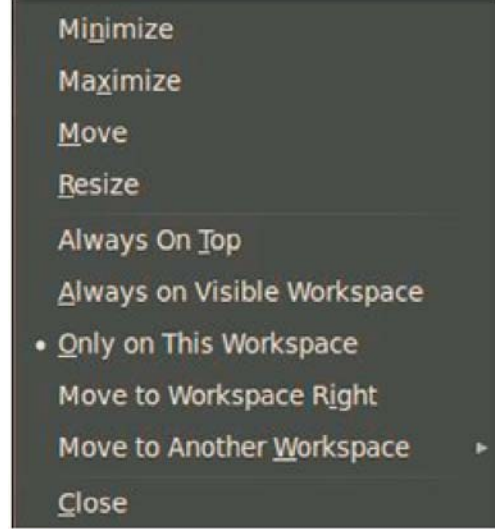 Minimize
Maximize
Move
Resize
Always On Top
Always on Visible Workspace
Only on This Workspace
Move to Workspace Right
Move to Another Workspace
Close